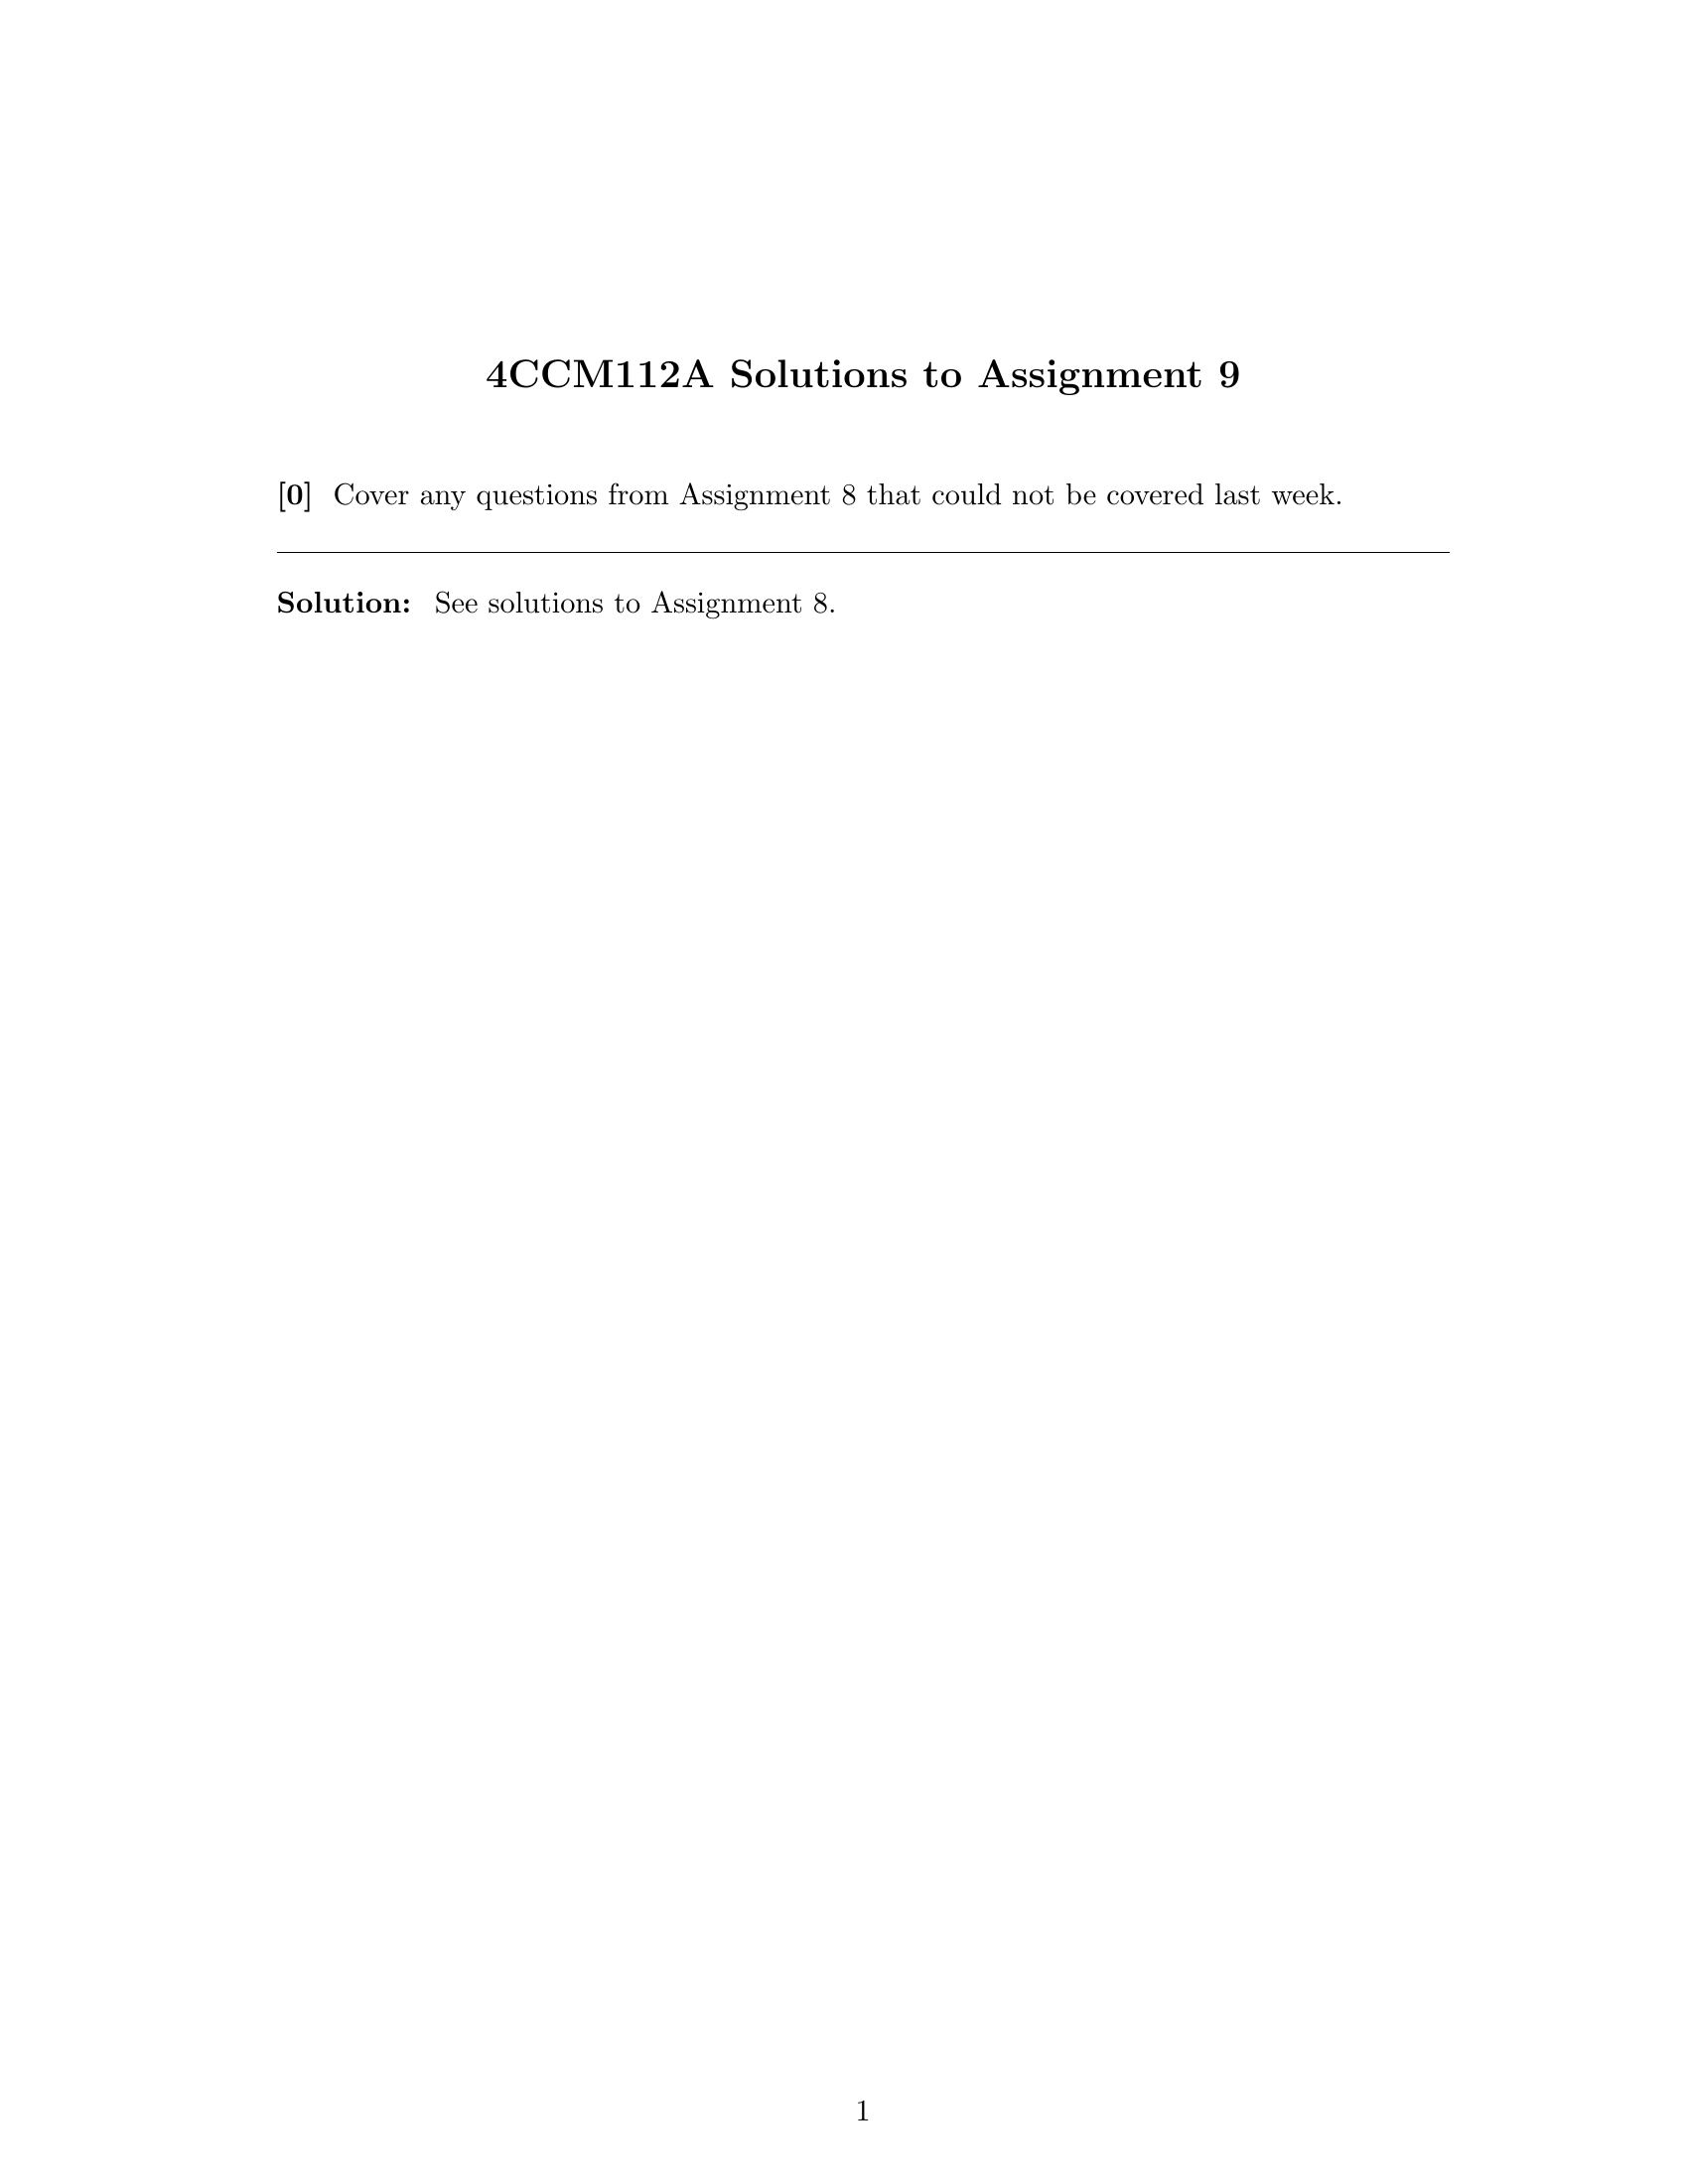 4CCM112A Solutions to Assignment 9
[0] Cover any questions from Assignment 8 that could not be covered last week.
Solution: See solutions to Assignment 8.
1